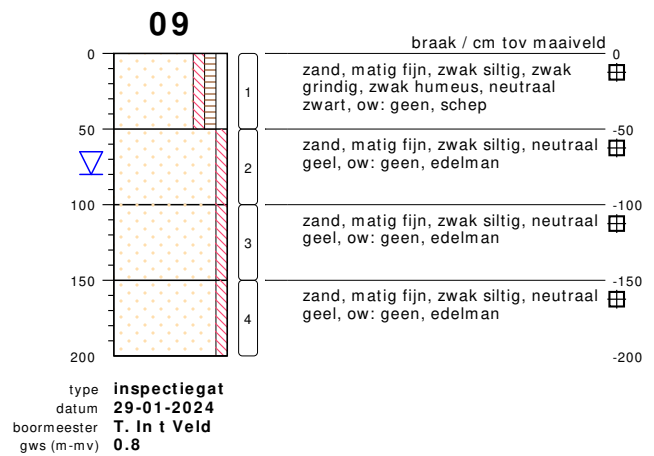 09
braak / cm tov maaiveld
0
0
1
zand, matig fijn, zwak siltig, zwak
grindig, zwak humeus, neutraal
zwart, ow: geen, schep
50
-50
2
zand, matig fijn, zwak siltig, neutraal
geel, ow: geen, edelman
100
-100
3
zand, matig fijn, zwak siltig, neutraal
geel, ow: geen, edelman
150
-150
4
zand, matig fijn, zwak siltig, neutraal
geel, ow: geen, edelman
200
-200
type inspectiegat
datum 29-01-2024
boormeester T. In t Veld
gws (m-mv) 0.8